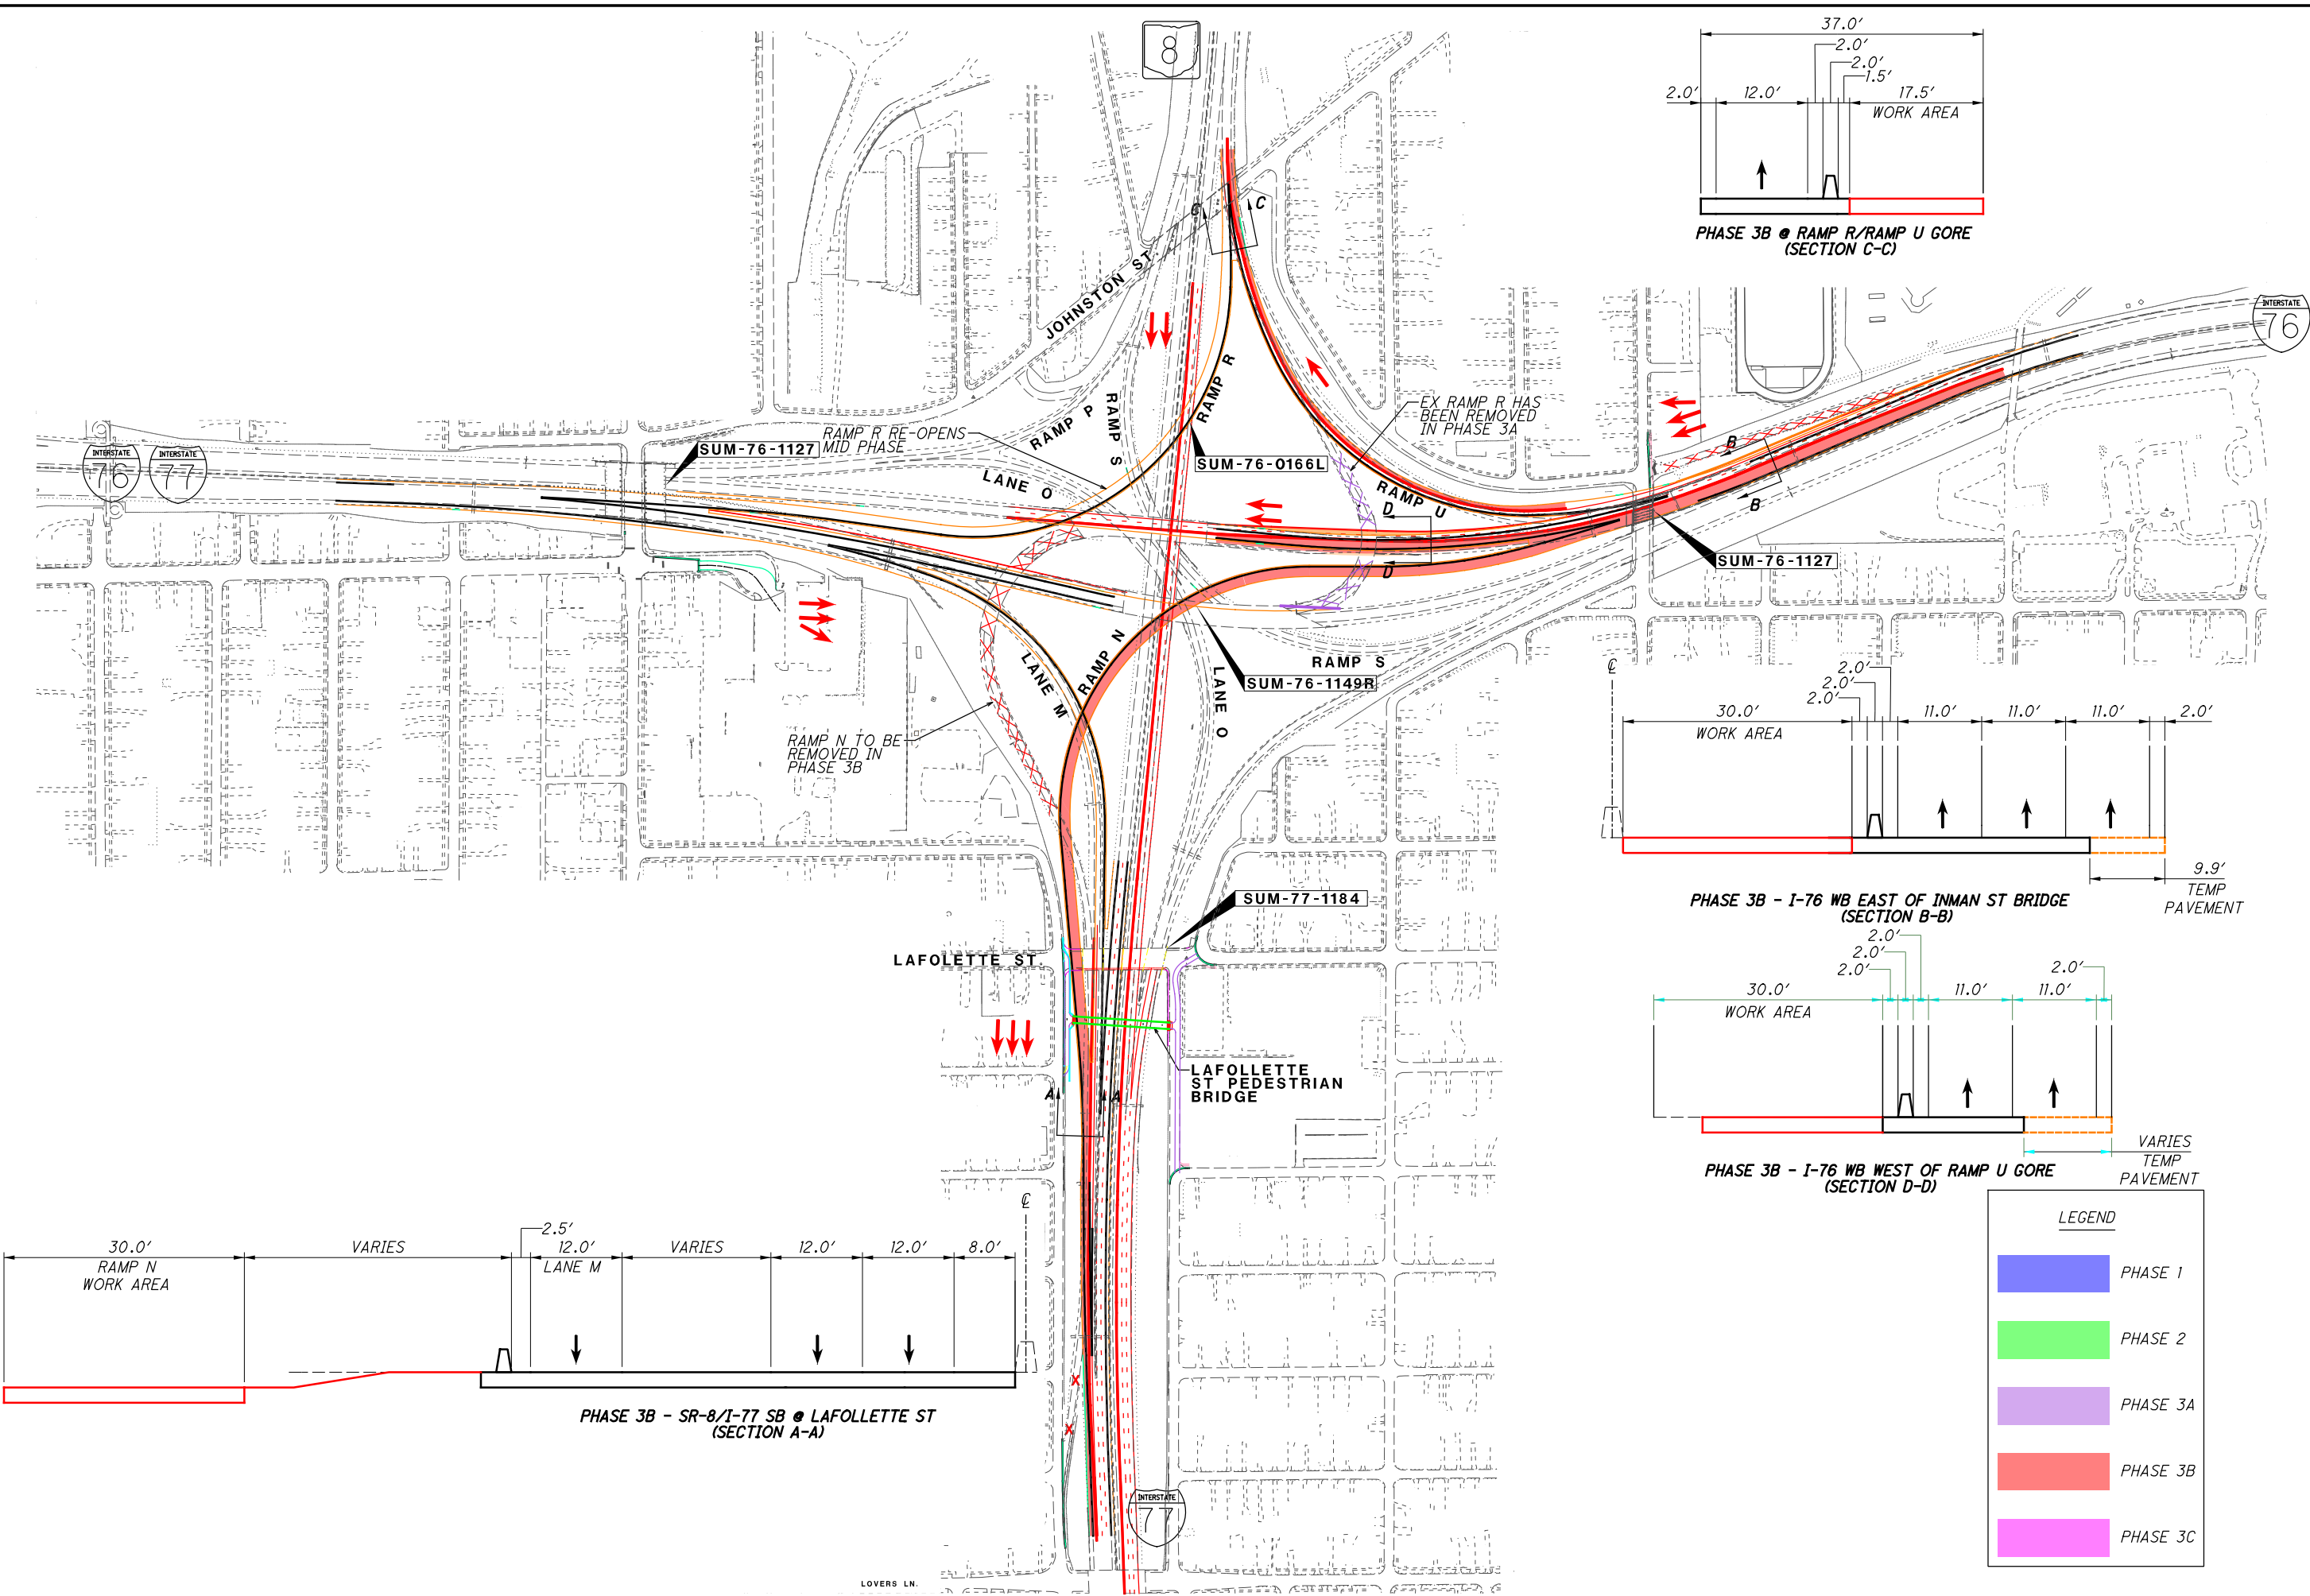 8
37.0'
2.0'
2.0'
1.5'
2.0'
12.0'
17.5'
WORK AREA
PHASE 3B @ RAMP R/RAMP U GORE
(SECTION C-C)
C
C
JOHNSTON ST.
INTERSTATE
76
RAMP R
RAMP P
RAMP S
EX RAMP R HAS
BEEN REMOVED
IN PHASE 3A
RAMP R RE-OPENS
MID PHASE
SUM-76-1127
INTERSTATE
76
INTERSTATE
77
SUM-76-0166L
LANE O
RAMP U
B
B
D
D
SUM-76-1127
RAMP N
LANE M
RAMP S
SUM-76-1149R
LANE O
RAMP N TO BE
REMOVED IN
PHASE 3B
℄
2.0'
2.0'
2.0'
30.0'
11.0'
11.0'
11.0'
2.0'
WORK AREA
9.9'
TEMP
PAVEMENT
PHASE 3B - I-76 WB EAST OF INMAN ST BRIDGE
(SECTION B-B)
SUM-77-1184
LAFOLETTE ST.
2.0'
2.0'
2.0'
2.0'
30.0'
11.0'
11.0'
WORK AREA
VARIES
TEMP
PAVEMENT
PHASE 3B - I-76 WB WEST OF RAMP U GORE
(SECTION D-D)
LAFOLLETTE
ST PEDESTRIAN
BRIDGE
A
A
℄
2.5'
30.0'
VARIES
12.0'
VARIES
12.0'
12.0'
8.0'
RAMP N
WORK AREA
LANE M
PHASE 3B - SR-8/I-77 SB @ LAFOLLETTE ST
(SECTION A-A)
X
X
INTERSTATE
77
LOVERS LN.
LEGEND
PHASE 1
PHASE 2
PHASE 3A
PHASE 3B
PHASE 3C